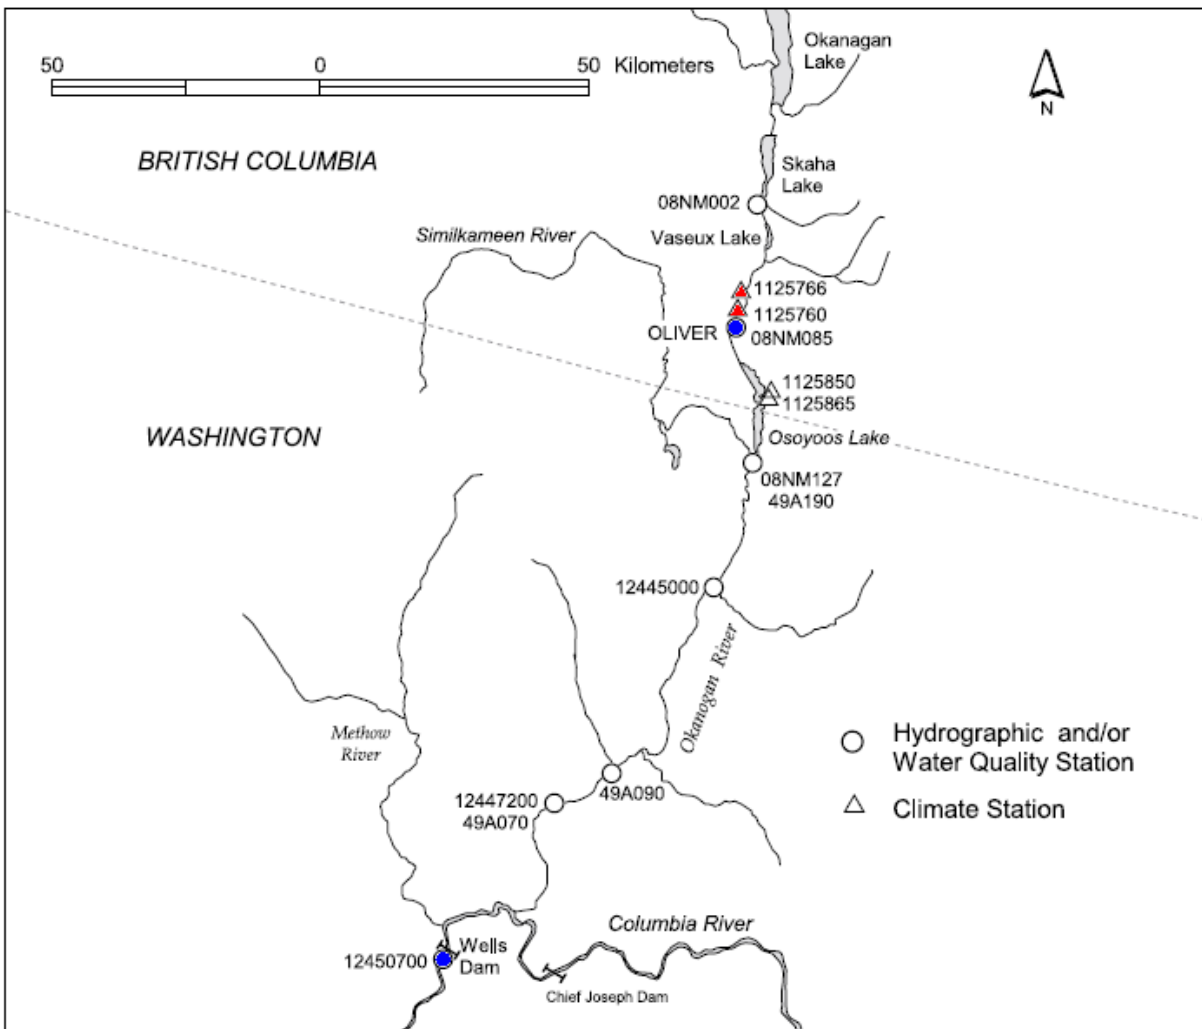 50 0 50 Kilometers
Okanagan
Lake
N
BRITISH COLUMBIA
Skaha
Lake
08NM002
Similkameen River
Vaseux Lake
1125766
1125760
OLIVER
08NM085
1125850
1125865
WASHINGTON
Osoyoos Lake
08NM127
49A190
12445000
Okanogan River
Methow
River
Hydrographic and/or
Water Quality Station
49A090
12447200
49A070
Climate Station
Columbia River
Wells
Dam
12450700
Chief Joseph Dam